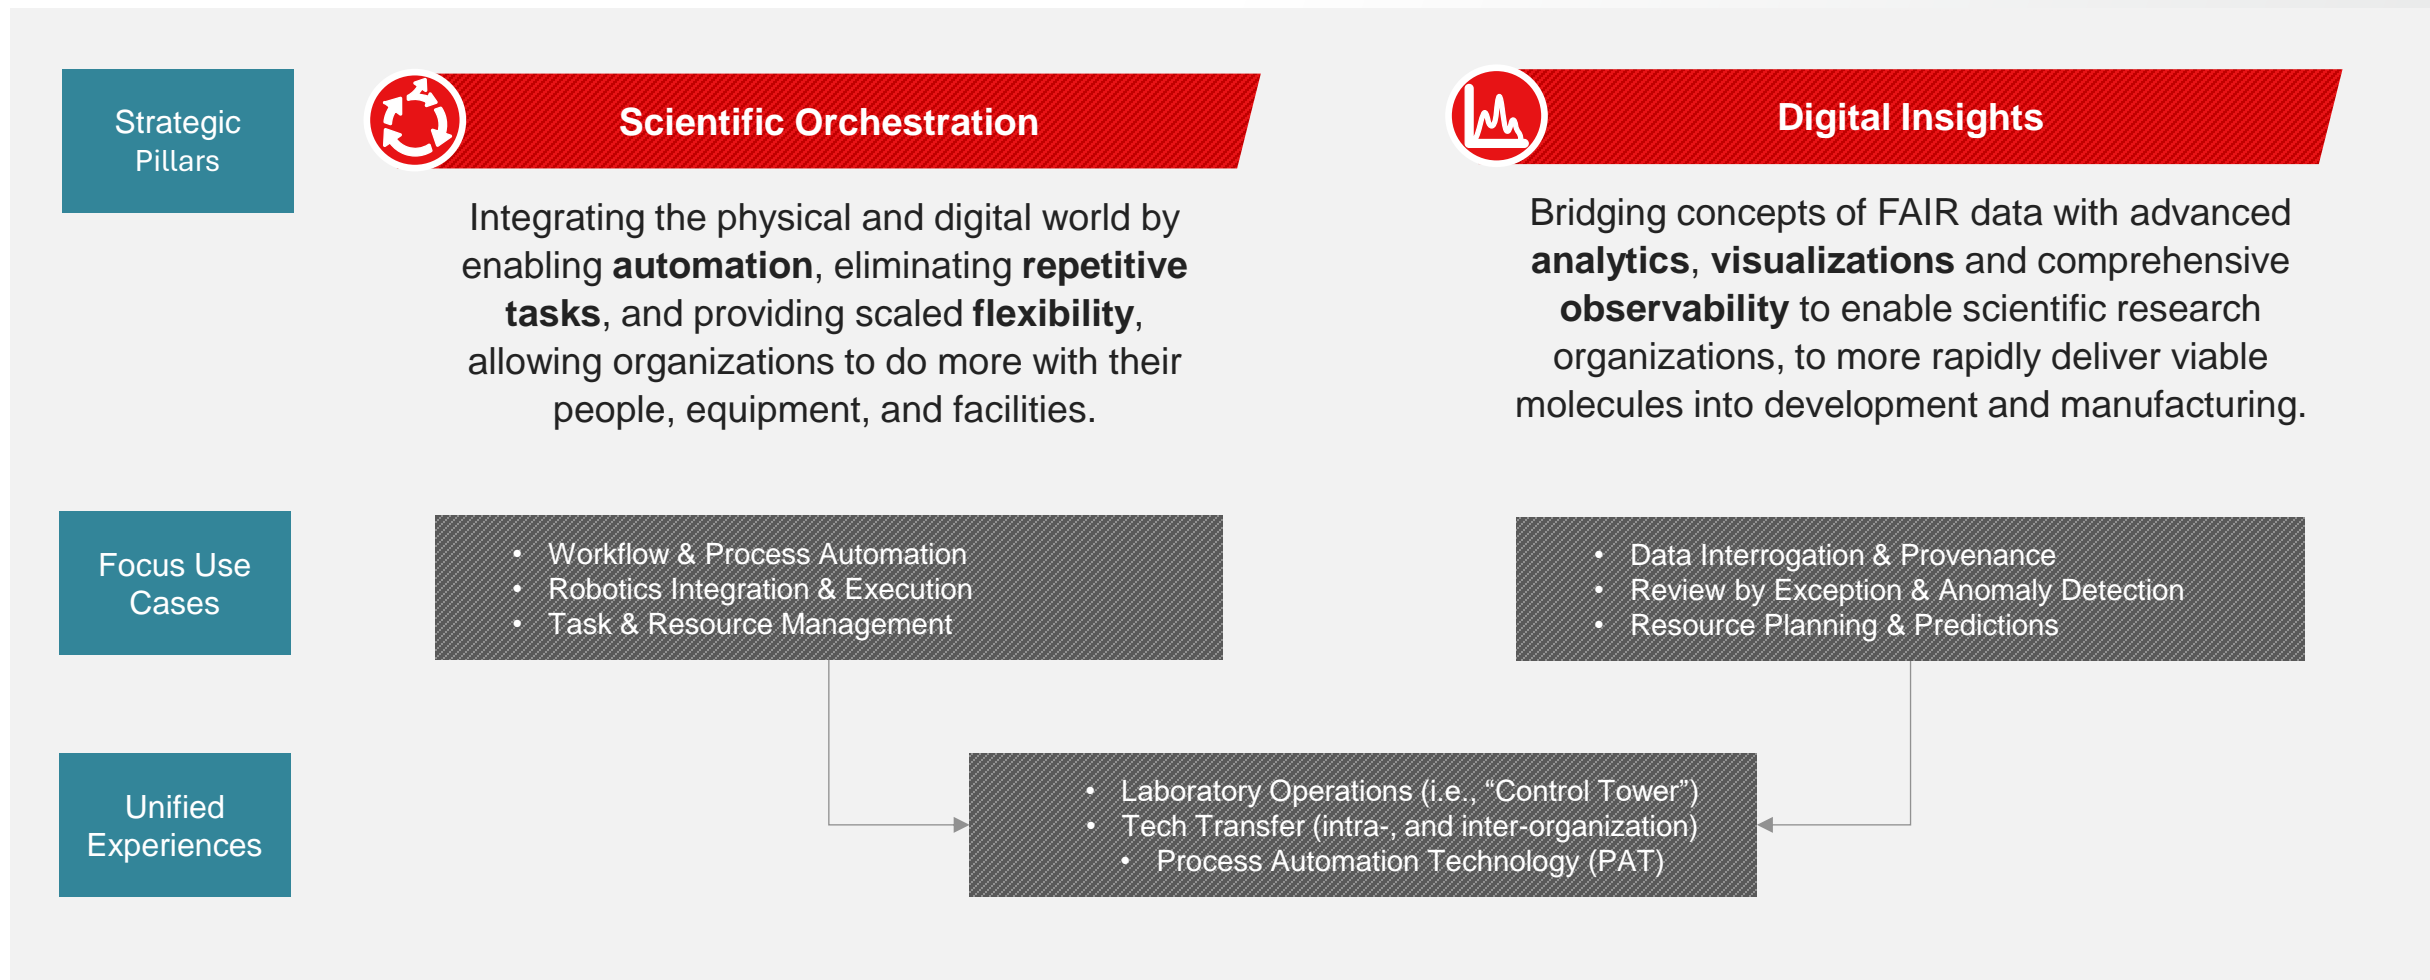 Strategic
Pillars
Scientific Orchestration
Digital Insights
Integrating the physical and digital world by
enabling automation, eliminating repetitive
tasks, and providing scaled flexibility,
allowing organizations to do more with their
people, equipment, and facilities.
Bridging concepts of FAIR data with advanced
analytics, visualizations and comprehensive
observability to enable scientific research
organizations, to more rapidly deliver viable
molecules into development and manufacturing.
Focus Use
Cases
• Workflow & Process Automation
• Robotics Integration & Execution
• Task & Resource Management
• Data Interrogation & Provenance
• Review by Exception & Anomaly Detection
• Resource Planning & Predictions
Unified
Experiences
• Laboratory Operations (i.e., “Control Tower”)
• Tech Transfer (intra-, and inter-organization)
• Process Automation Technology (PAT)